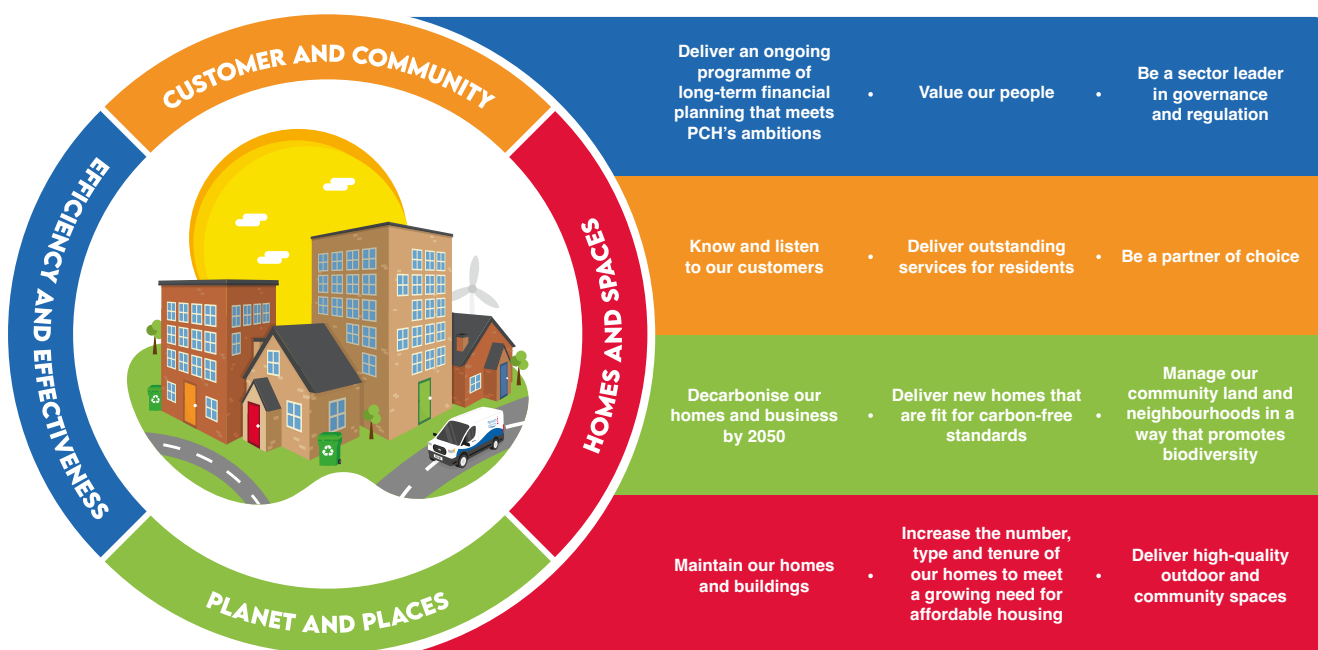 CUSTOMER AND COMMUNITY
EFFICIENCY AND EFFECTIVENESS
HOMES AND SPACES
PLANET AND PLACES
Deliver an ongoing
programme of
long-term financial
planning that meets
PCH's ambitions
•
Value our people
•
Be a sector leader
in governance
and regulation
Know and listen
to our customers
•
Deliver outstanding
services for residents
•
Be a partner of choice
Decarbonise our
homes and business
by 2050
•
Deliver new homes that
are fit for carbon-free
standards
•
Manage our
community land and
neighbourhoods in a
way that promotes
biodiversity
Maintain our homes
and buildings
•
Increase the number,
type and tenure of
our homes to meet
a growing need for
affordable housing
•
Deliver high-quality
outdoor and
community spaces